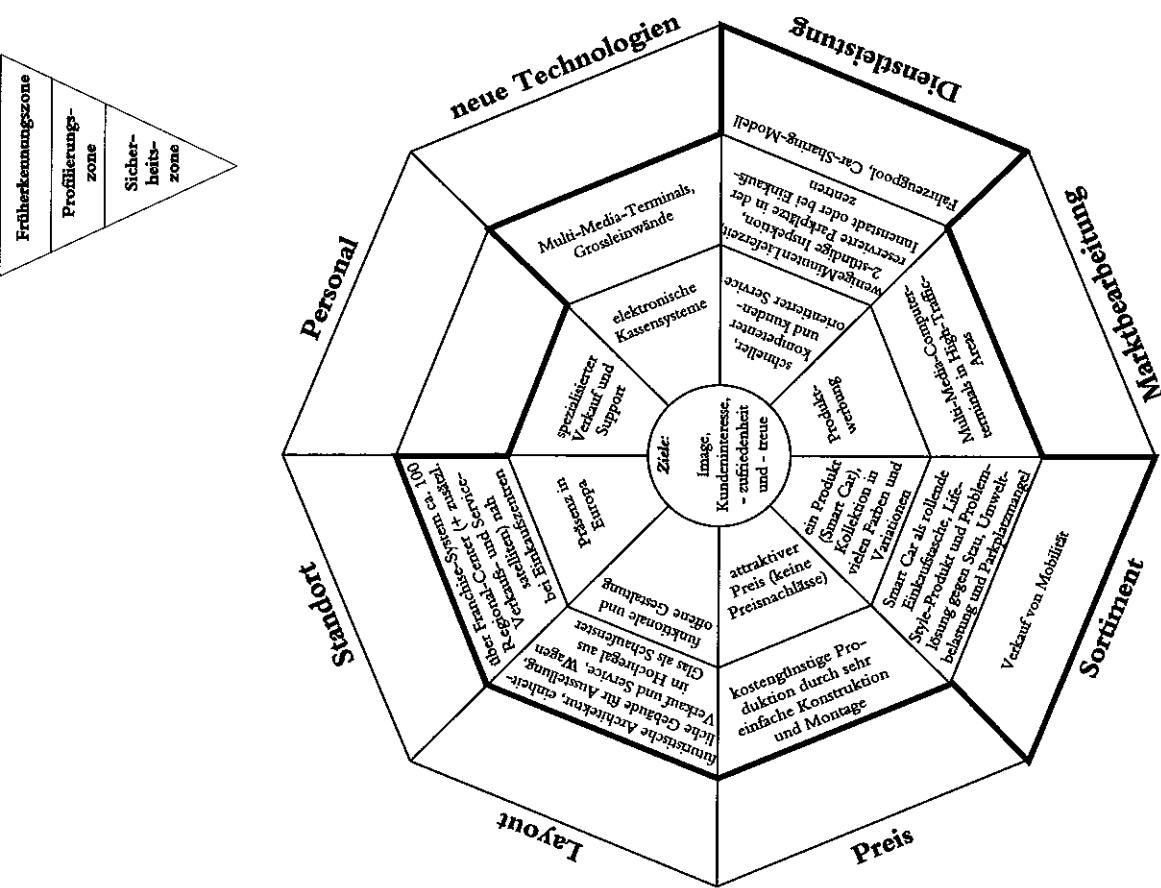 Früherkennungszone
Profilierungs-
zone
Sicher-
heits-
zone
neue Technologien
Multi-Media-Terminals,
Grossleinwände
elektronische
Kassensysteme
Dienstleistung
Fahrzeugpool, Car-Sharing-Modell
wenigeMinutenLieferzeit,
2-stündige Inspektion,
reservierte Parkplätze in der
Innenstadt oder bei Einkaufs-
zentren
schneller,
kompetenter
und kunden-
orientierter Service
Marktbearbeitung
Multi-Media-Computer-
terminals in High-Traffic-
Areas
Produkt-
werbung
Sortiment
Verkauf von Mobilität
Smart Car als rollende
Einkaufstasche, Life-
Style-Produkt und Problem-
lösung gegen Stau, Umwelt-
belastung und Parkplatzmangel
ein Produkt
(Smart Car),
Kollektion in
vielen Farben und
Variationen
Preis
attraktiver
Preis (keine
Preisnachlässe)
kostengünstige Pro-
duktion durch sehr
einfache Konstruktion
und Montage
Layout
futuristische Architektur, einheit-
liche Gebäude für Ausstellung,
Verkauf und Service, Wagen
im Hochregal aus
Glas als Schaufenster
funktionale und
offene Gestaltung
Standort
über Franchise-System ca. 100
Regional-Center (+ zusätzl.
Verkaufs- und Service-
satelliten) nah
bei Einkaufszentren
Präsenz in
Europa
Personal
spezialisierter
Verkauf und
Support
Ziele:
Image,
Kundeninteresse,
- zufriedenheit
und - treue